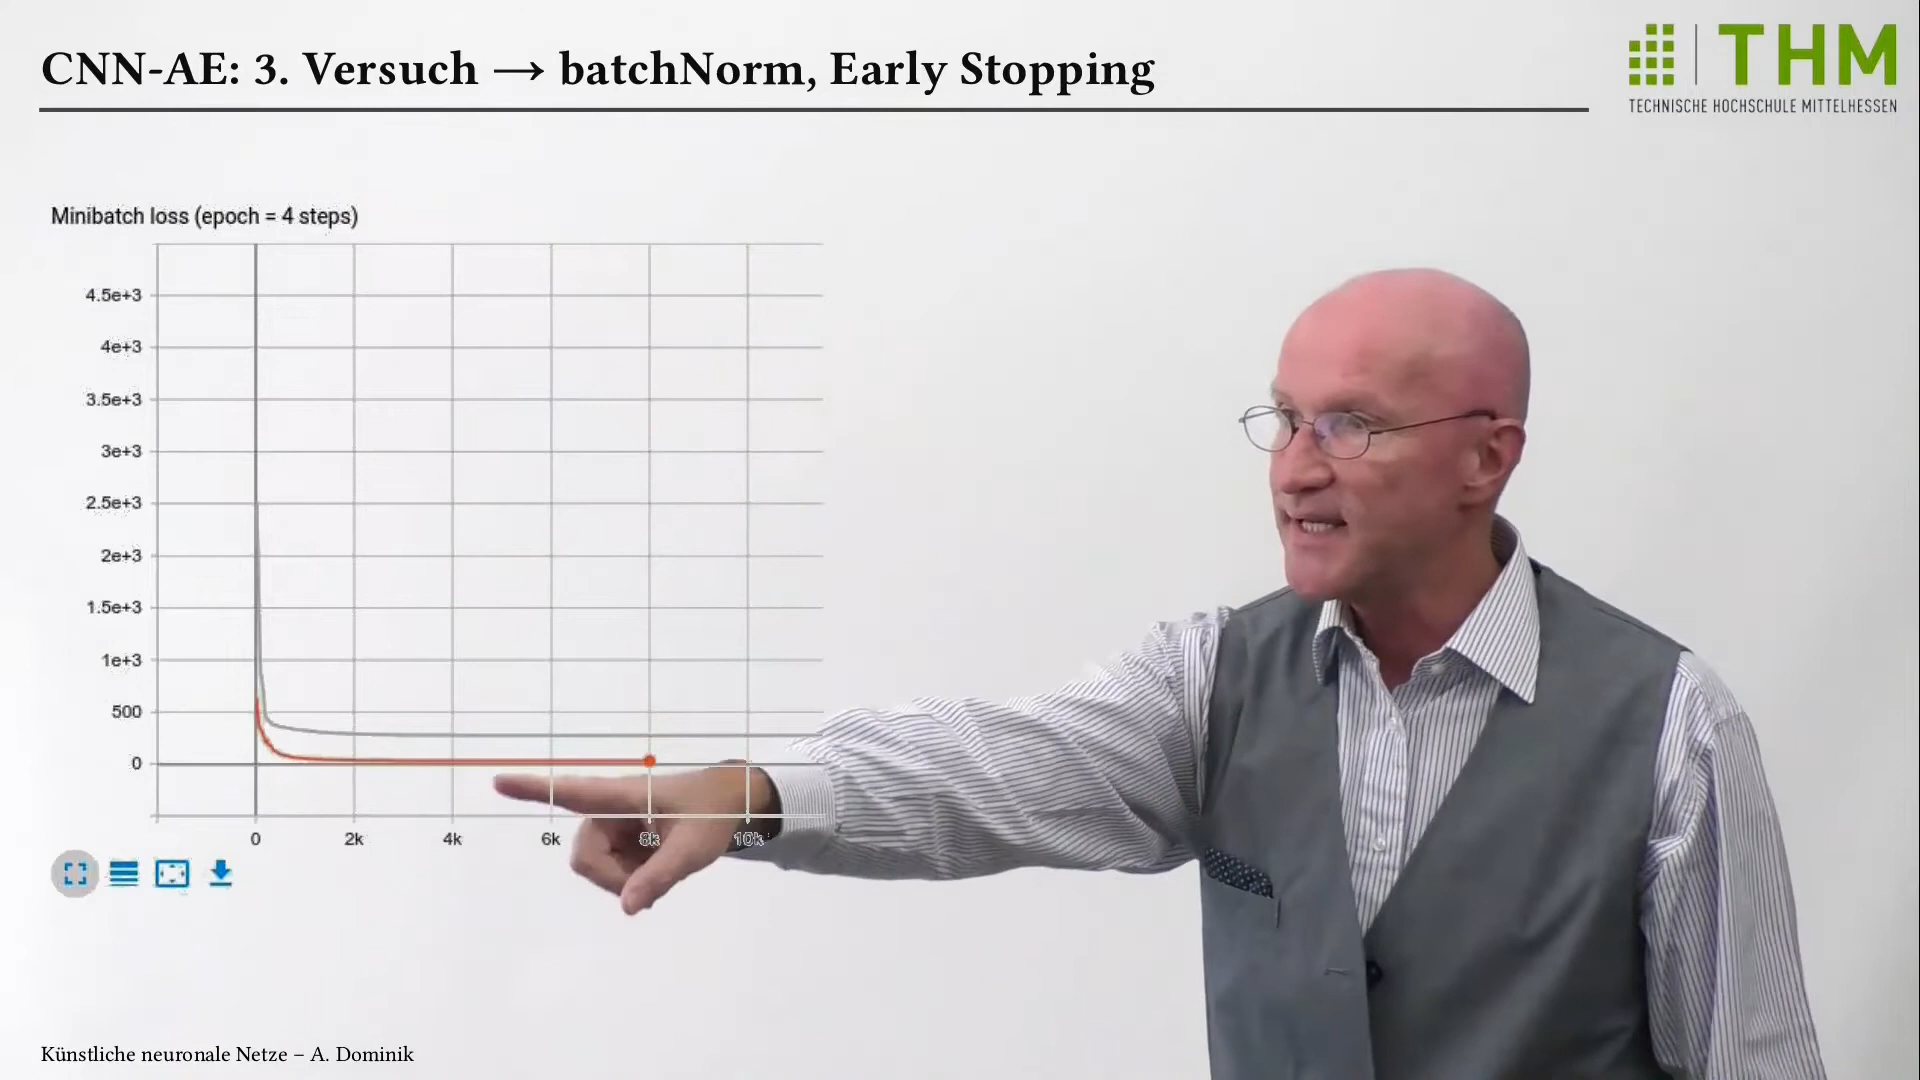 CNN-AE: 3. Versuch → batchNorm, Early Stopping
THM
TECHNISCHE HOCHSCHULE MITTELHESSEN
Minibatch loss (epoch = 4 steps)
4.5e+3
4e+3
3.5e+3
3e+3
2.5e+3
2e+3
1.5e+3
1e+3
500
0
0 2k 4k 6k 8k 10k
Künstliche neuronale Netze – A. Dominik